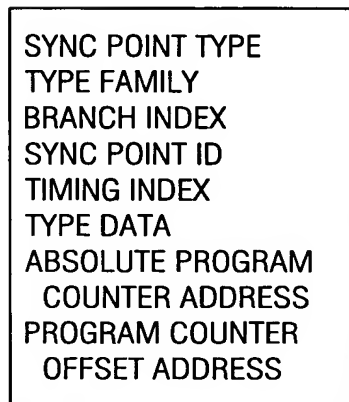 SYNC POINT TYPE
TYPE FAMILY
BRANCH INDEX
SYNC POINT ID
TIMING INDEX
TYPE DATA
ABSOLUTE PROGRAM
COUNTER ADDRESS
PROGRAM COUNTER
OFFSET ADDRESS